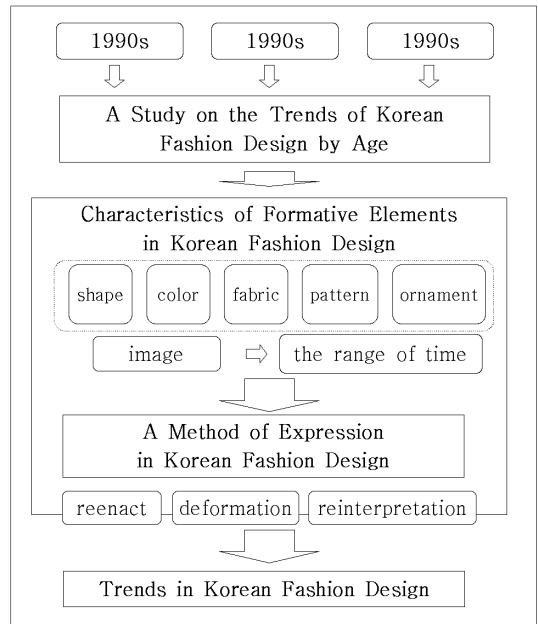 1990s 1990s 1990s
A Study on the Trends of Korean
Fashion Design by Age
Characteristics of Formative Elements
in Korean Fashion Design
shape color fabric pattern ornament
image the range of time
A Method of Expression
in Korean Fashion Design
reenact deformation reinterpretation
Trends in Korean Fashion Design